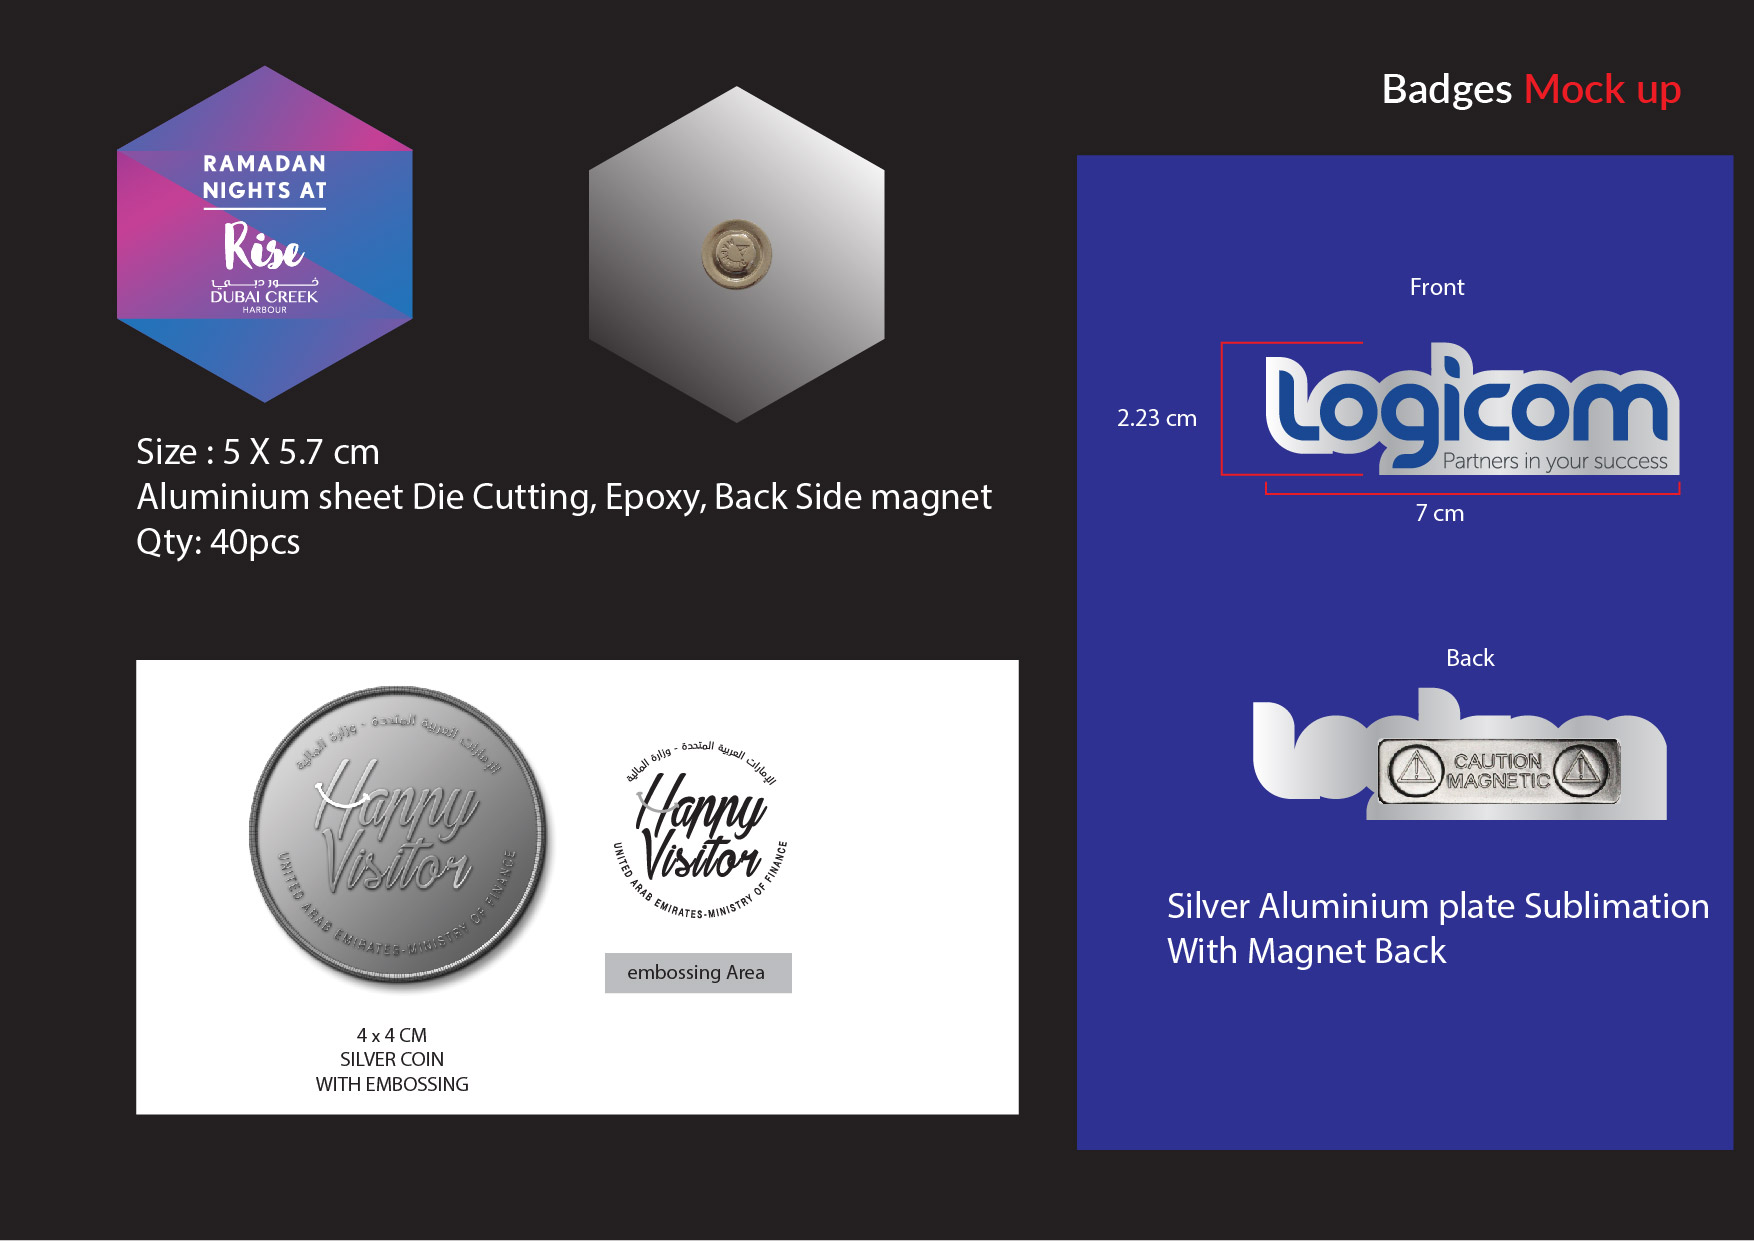 Badges Mock up
RAMADAN
NIGHTS AT
Rise
خور دبي
DUBAI CREEK
HARBOUR
Size : 5 X 5.7 cm
Aluminium sheet Die Cutting, Epoxy, Back Side magnet
Qty: 40pcs
الإمارات العربية المتحدة - وزارة المالية
Happy
Visitor
UNITED ARAB EMIRATES-MINISTRY OF FINANCE
4 x 4 CM
SILVER COIN
WITH EMBOSSING
الإمارات العربية المتحدة - وزارة المالية
Happy
Visitor
UNITED ARAB EMIRATES-MINISTRY OF FINANCE
embossing Area
Front
2.23 cm
Logicom
Partners in your success
7 cm
Back
CAUTION
MAGNETIC
Silver Aluminium plate Sublimation
With Magnet Back